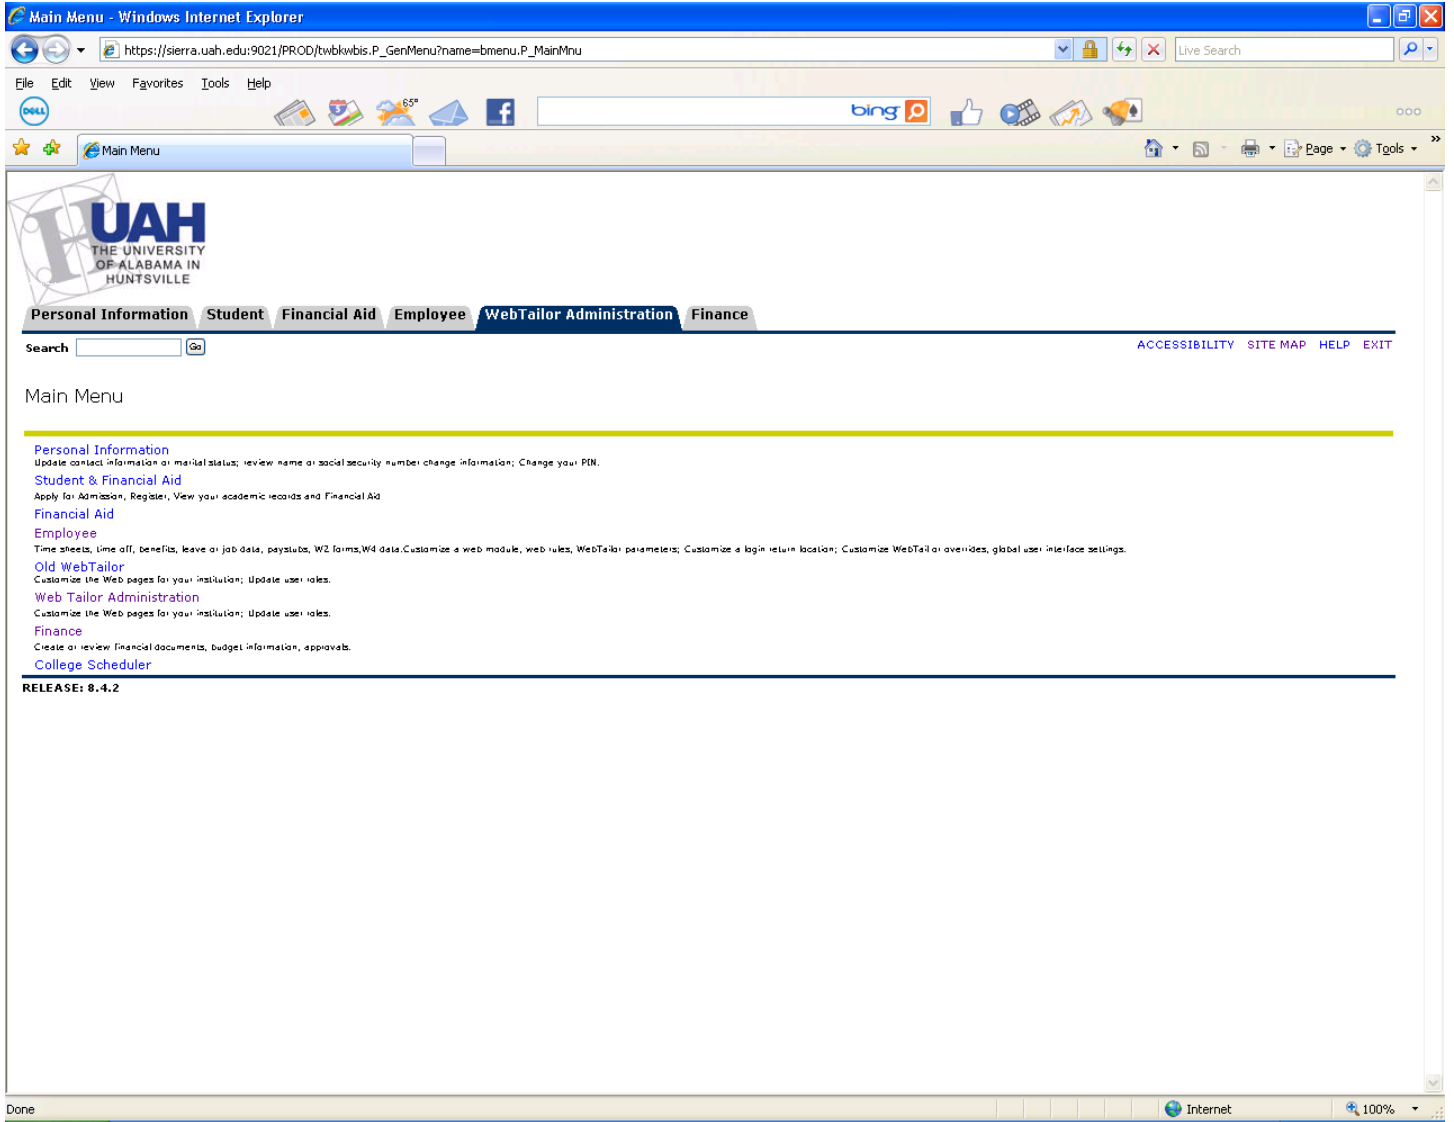 Main Menu - Windows Internet Explorer
https://sierra.uah.edu:9021/PROD/twbkwbis.P_GenMenu?name=bmenu.P_MainMnu
Live Search
File Edit View Favorites Tools Help
DELL 3 65° f bing
Main Menu Page Tools »
UAH
THE UNIVERSITY
OF ALABAMA IN
HUNTSVILLE
Personal Information Student Financial Aid Employee WebTailor Administration Finance
Search Go ACCESSIBILITY SITE MAP HELP EXIT
Main Menu
Personal Information
Update contact information or marital status; review name or social security number change information; Change your PIN.
Student & Financial Aid
Apply for Admission, Register, View your academic records and Financial Aid
Financial Aid
Employee
Time sheets, time off, benefits, leave or job data, paystubs, W2 forms,W4 data.Customize a web module, web rules, WebTailor parameters; Customize a login return location; Customize WebTailor overrides, global user interface settings.
Old WebTailor
Customize the Web pages for your institution; Update user roles.
Web Tailor Administration
Customize the Web pages for your institution; Update user roles.
Finance
Create or review financial documents, budget information, approvals.
College Scheduler
RELEASE: 8.4.2
Done Internet 100%